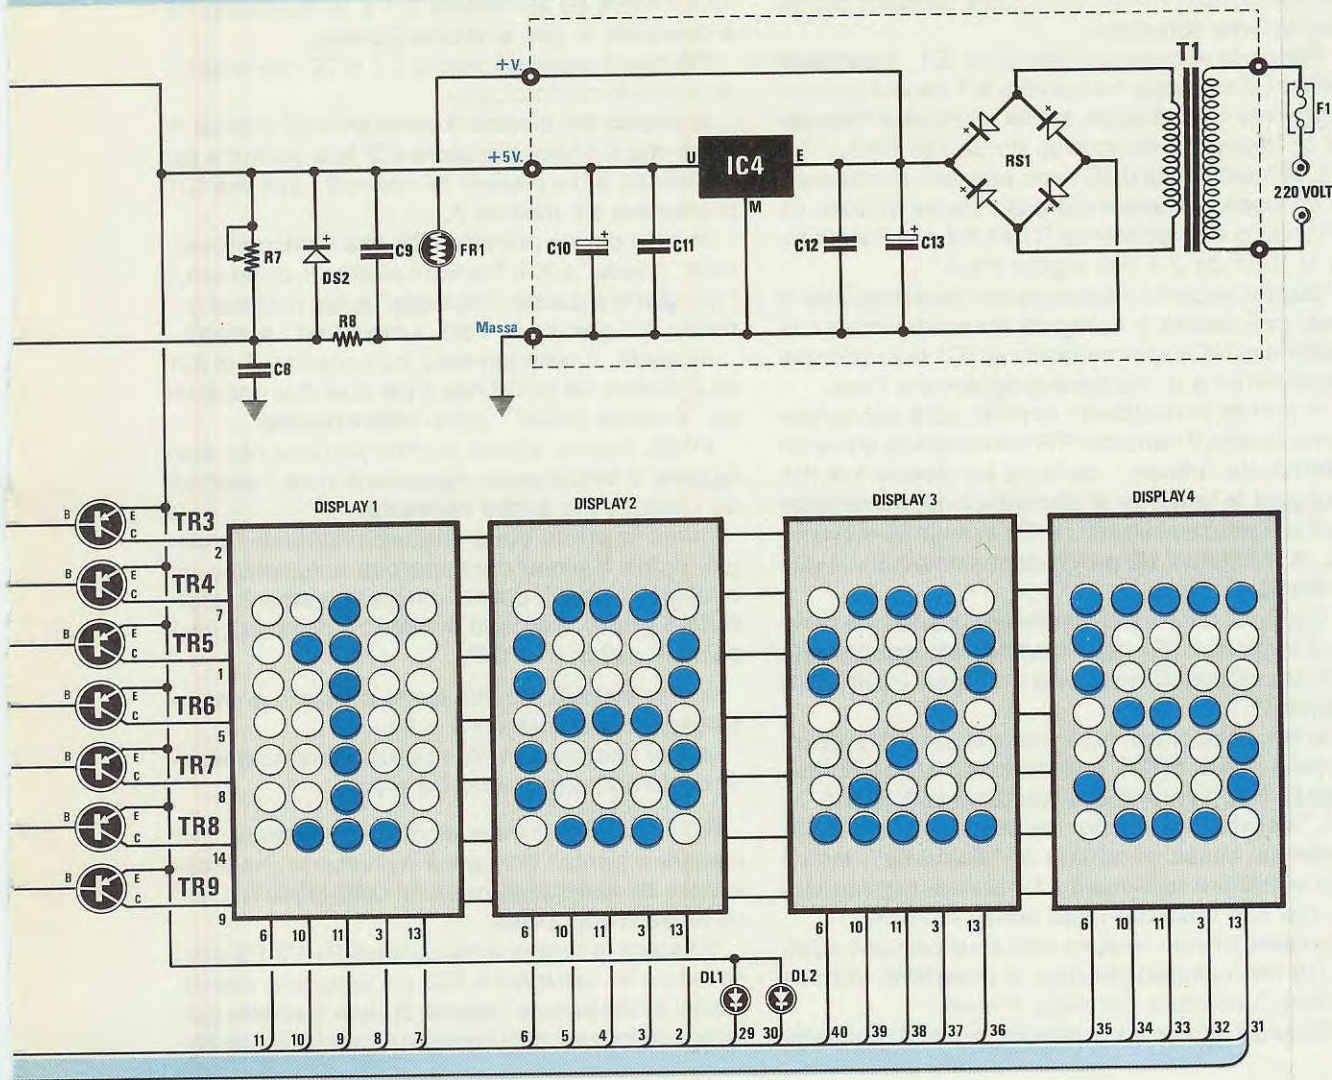 T1
+V.
F1
+5V.
U
IC4
E
RS1
220 VOLT
M
R7
DS2
+
C9
FR1
C10
+
C11
C12
+
C13
R8
Massa
C8
DISPLAY 1
DISPLAY 2
DISPLAY 3
DISPLAY 4
B
E
C
TR3
2
B
E
C
TR4
7
B
E
C
TR5
1
B
E
C
TR6
5
B
E
C
TR7
8
B
E
C
TR8
14
B
E
C
TR9
9
6 10 11 3 13
6 10 11 3 13
6 10 11 3 13
6 10 11 3 13
DL1
DL2
11 10 9 8 7
6 5 4 3 2
29 30
40 39 38 37 36
35 34 33 32 31